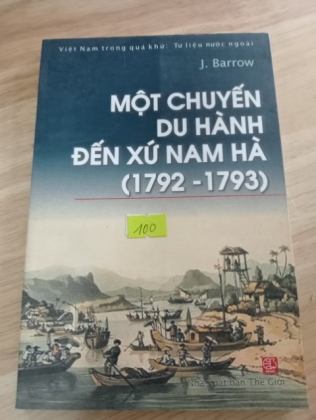 Việt Nam trong quá khứ: Tư liệu nước ngoài
J. Barrow
MỘT CHUYẾN
DU HÀNH
ĐẾN XỨ NAM HÀ
(1792 -1793)
100
Nhà xuất bản Thế Giới